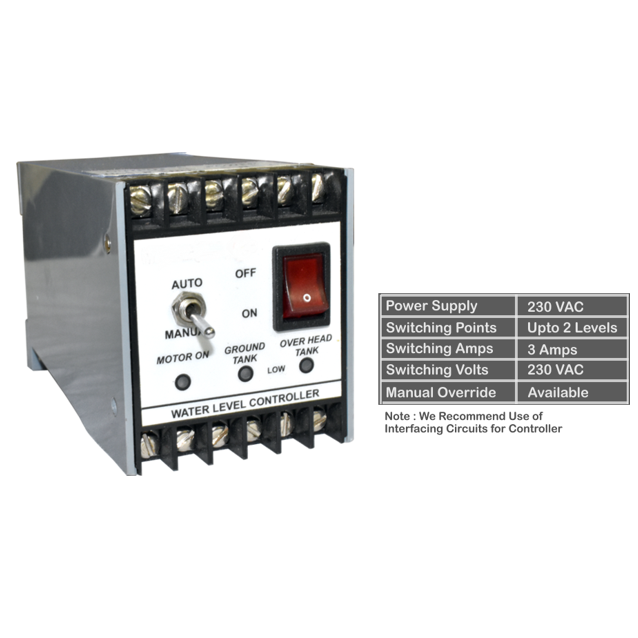 AUTO
OFF
ON
MANUAL
MOTOR ON
GROUND
TANK
OVER HEAD
TANK
LOW
WATER LEVEL CONTROLLER
Power Supply 230 VAC
Switching Points Upto 2 Levels
Switching Amps 3 Amps
Switching Volts 230 VAC
Manual Override Available
Note : We Recommend Use of
Interfacing Circuits for Controller